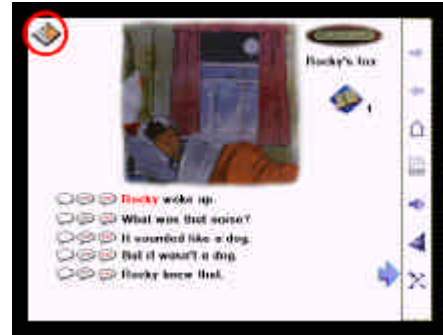 Rocky's fox
1
Rocky woke up.
What was that noise?
It sounded like a dog.
But it wasn't a dog.
Rocky knew that.